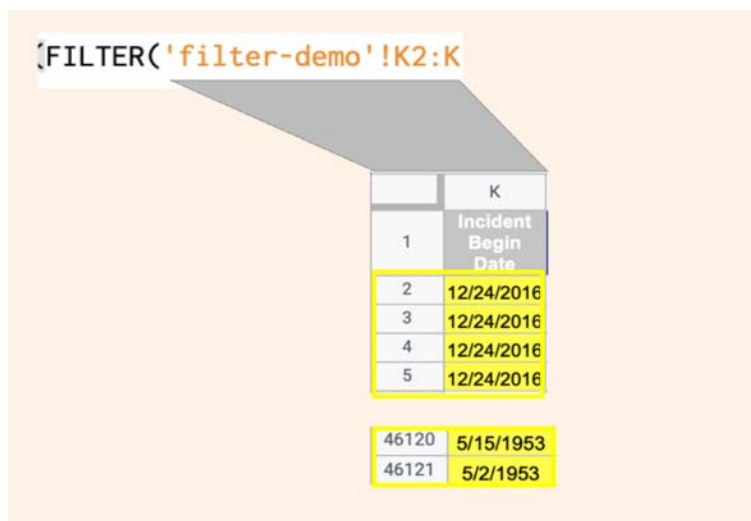 (FILTER('filter-demo'!K2:K
K
1 Incident Begin Date
2 12/24/2016
3 12/24/2016
4 12/24/2016
5 12/24/2016
46120 5/15/1953
46121 5/2/1953